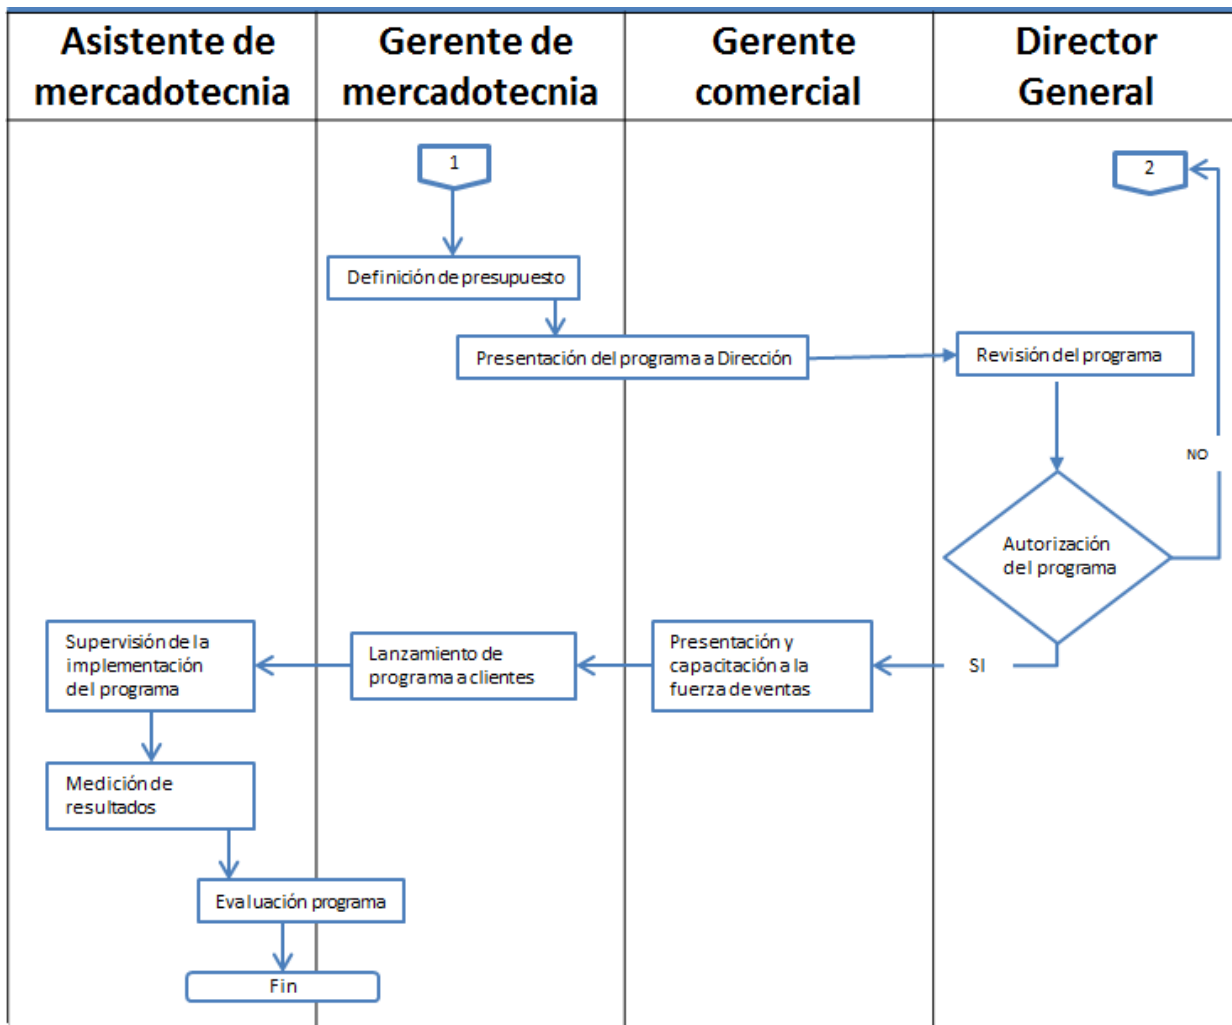 Asistente de
mercadotecnia
Gerente de
mercadotecnia
Gerente
comercial
Director
General
1
2
Definición de presupuesto
Presentación del programa a Dirección
Revisión del programa
NO
Autorización
del programa
SI
Presentación y
capacitación a la
fuerza de ventas
Lanzamiento de
programa a clientes
Supervisión de la
implementación
del programa
Medición de
resultados
Evaluación programa
Fin